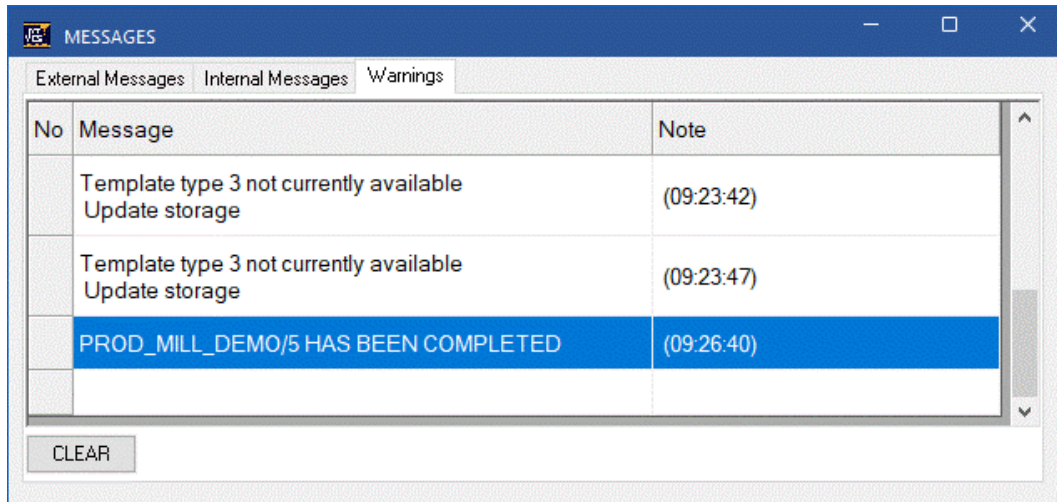 MESSAGES
External Messages Internal Messages Warnings
No Message Note
Template type 3 not currently available
Update storage
(09:23:42)
Template type 3 not currently available
Update storage
(09:23:47)
PROD_MILL_DEMO/5 HAS BEEN COMPLETED (09:26:40)
CLEAR